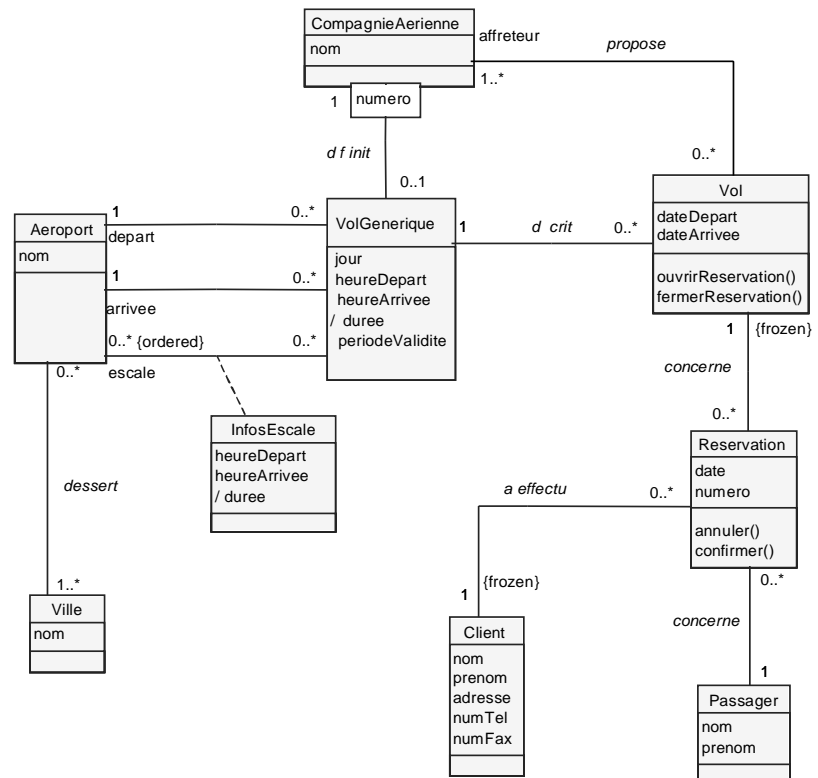 CompagnieAerienne
nom
affreteur
propose
1..*
1
numero
d f init
0..1
0..*
Vol
dateDepart
dateArrivee
ouvrirReservation()
fermerReservation()
Aeroport
nom
1
depart
0..*
VolGenerique
jour
heureDepart
heureArrivee
/ duree
periodeValidite
1
d crit
0..*
1
arrivee
0..*
0..* {ordered}
escale
0..*
1
{frozen}
concerne
0..*
0..*
dessert
1..*
InfosEscale
heureDepart
heureArrivee
/ duree
Reservation
date
numero
annuler()
confirmer()
a effectu
0..*
{frozen}
1
0..*
concerne
1
Ville
nom
Client
nom
prenom
adresse
numTel
numFax
Passager
nom
prenom